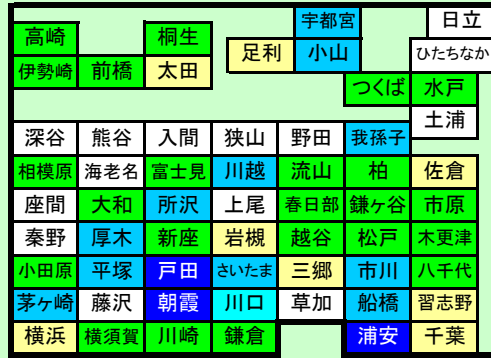 宇都宮 日立
高崎 桐生 足利 小山 ひたちなか
伊勢崎 前橋 太田
つくば 水戸
土浦
深谷 熊谷 入間 狭山 野田 我孫子
相模原 海老名 富士見 川越 流山 柏 佐倉
座間 大和 所沢 上尾 春日部 鎌ヶ谷 市原
秦野 厚木 新座 岩槻 越谷 松戸 木更津
小田原 平塚 戸田 さいたま 三郷 市川 八千代
茅ヶ崎 藤沢 朝霞 川口 草加 船橋 習志野
横浜 横須賀 川崎 鎌倉 浦安 千葉